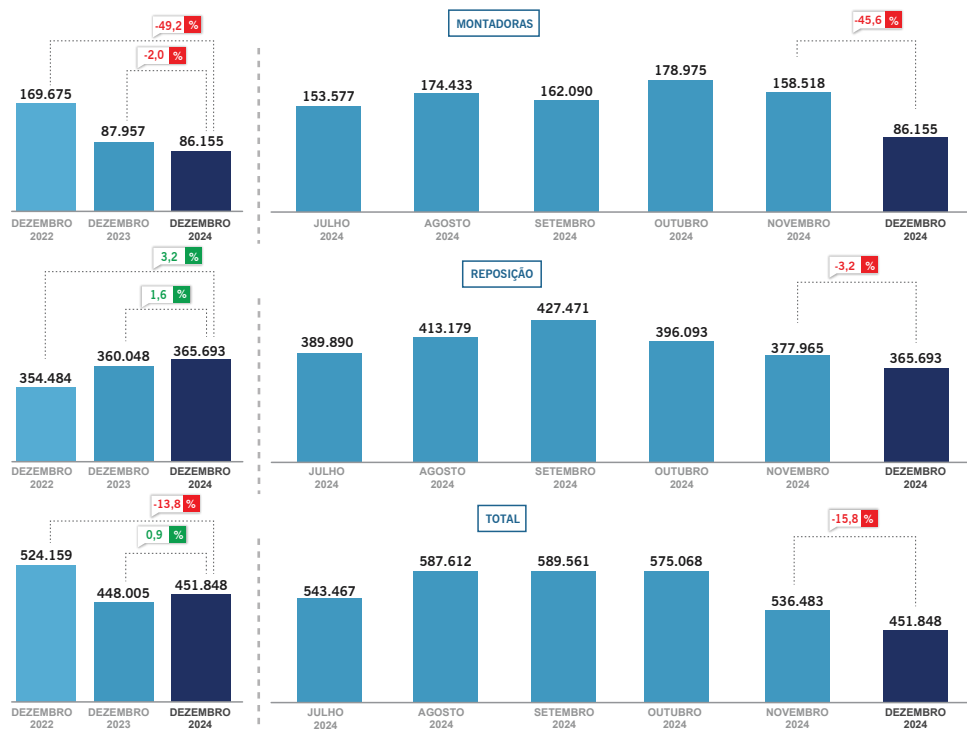 MONTADORAS
-49,2 %
-2,0 %
169.675
87.957
86.155
DEZEMBRO 2022
DEZEMBRO 2023
DEZEMBRO 2024
-45,6 %
153.577
174.433
162.090
178.975
158.518
86.155
JULHO 2024
AGOSTO 2024
SETEMBRO 2024
OUTUBRO 2024
NOVEMBRO 2024
DEZEMBRO 2024
REPOSIÇÃO
3,2 %
1,6 %
354.484
360.048
365.693
DEZEMBRO 2022
DEZEMBRO 2023
DEZEMBRO 2024
-3,2 %
389.890
413.179
427.471
396.093
377.965
365.693
JULHO 2024
AGOSTO 2024
SETEMBRO 2024
OUTUBRO 2024
NOVEMBRO 2024
DEZEMBRO 2024
TOTAL
-13,8 %
0,9 %
524.159
448.005
451.848
DEZEMBRO 2022
DEZEMBRO 2023
DEZEMBRO 2024
-15,8 %
543.467
587.612
589.561
575.068
536.483
451.848
JULHO 2024
AGOSTO 2024
SETEMBRO 2024
OUTUBRO 2024
NOVEMBRO 2024
DEZEMBRO 2024